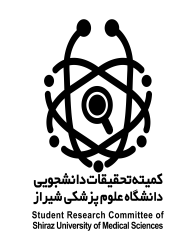 کمیته تحقیقات دانشجویی
دانشگاه علوم پزشکی شیراز
Student Research Committee of
Shiraz University of Medical Sciences